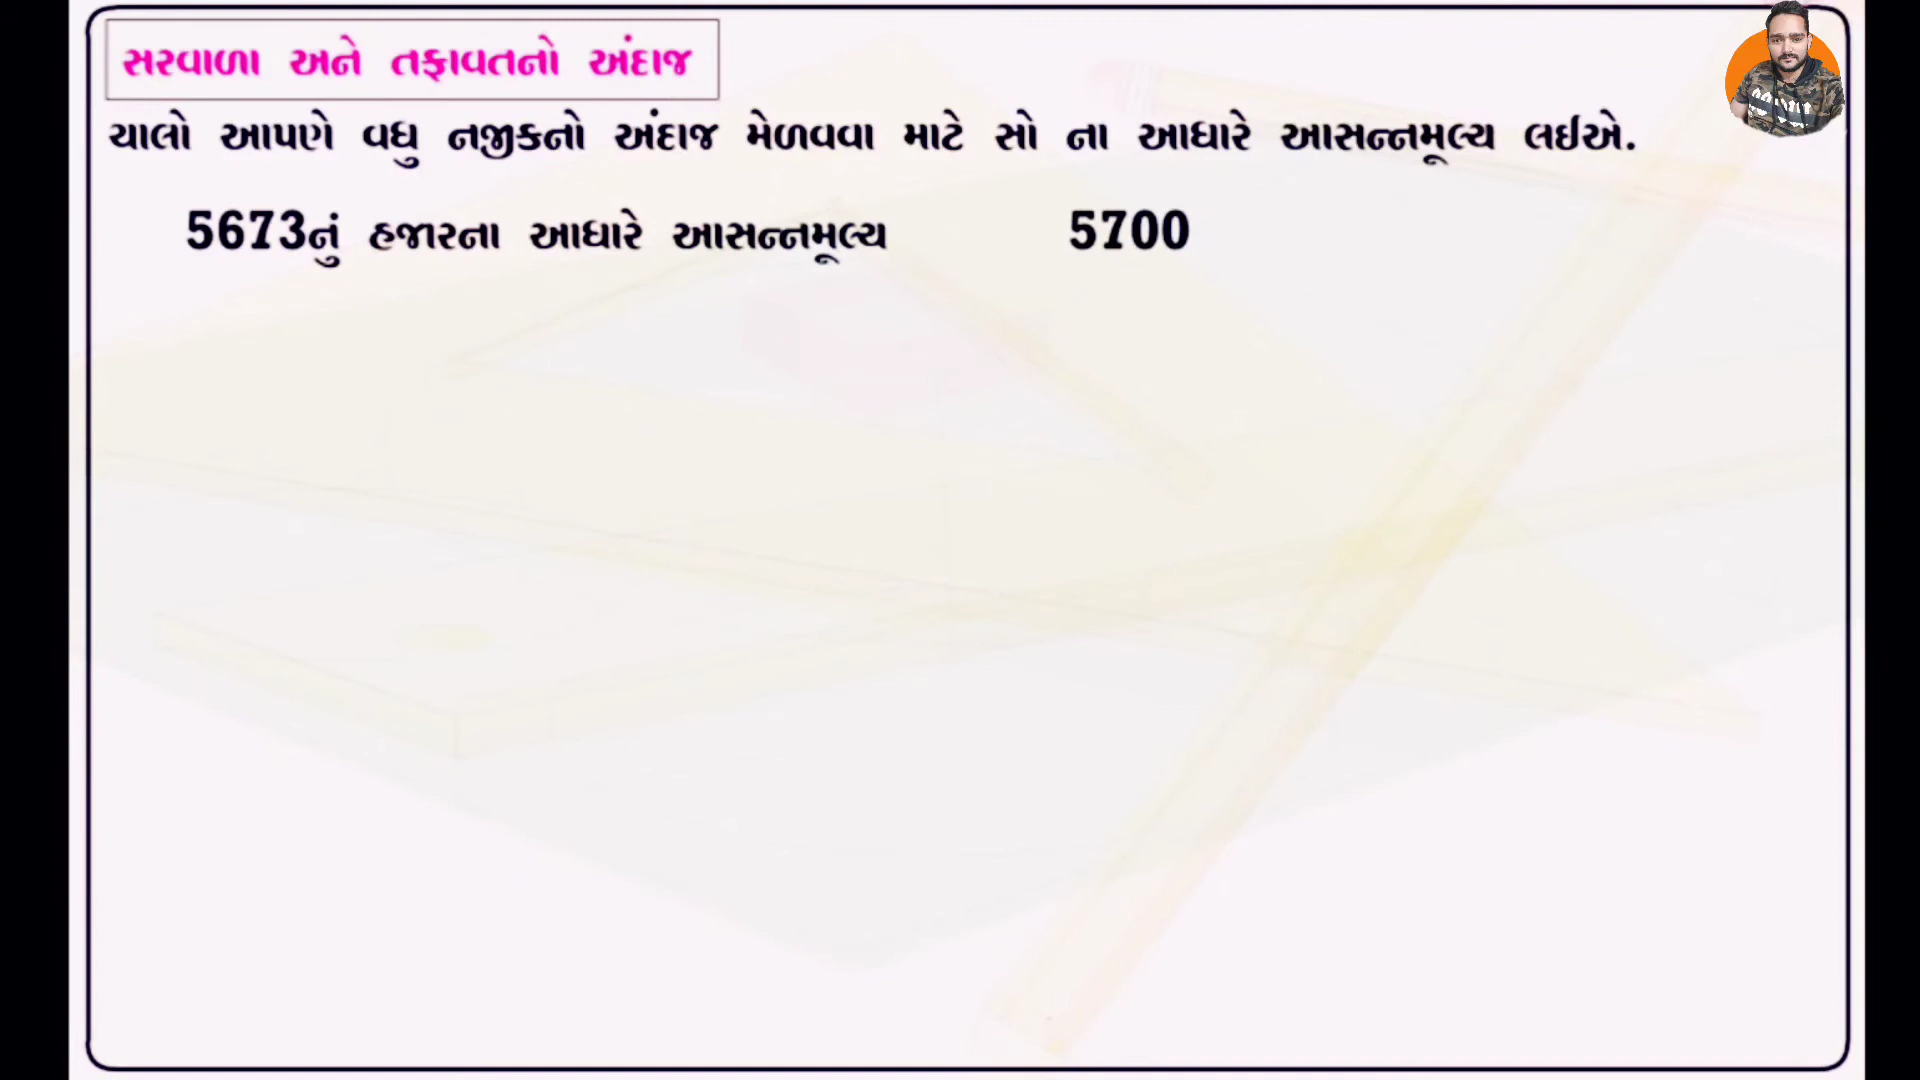 સરવાળા અને તફાવતનો અંદાજ
ચાલો આપણે વધુ નજીકનો અંદાજ મેળવવા માટે સો ના આધારે આસન્નમૂલ્ય લઈએ.
5673નું હજારના આધારે આસન્નમૂલ્ય 5700